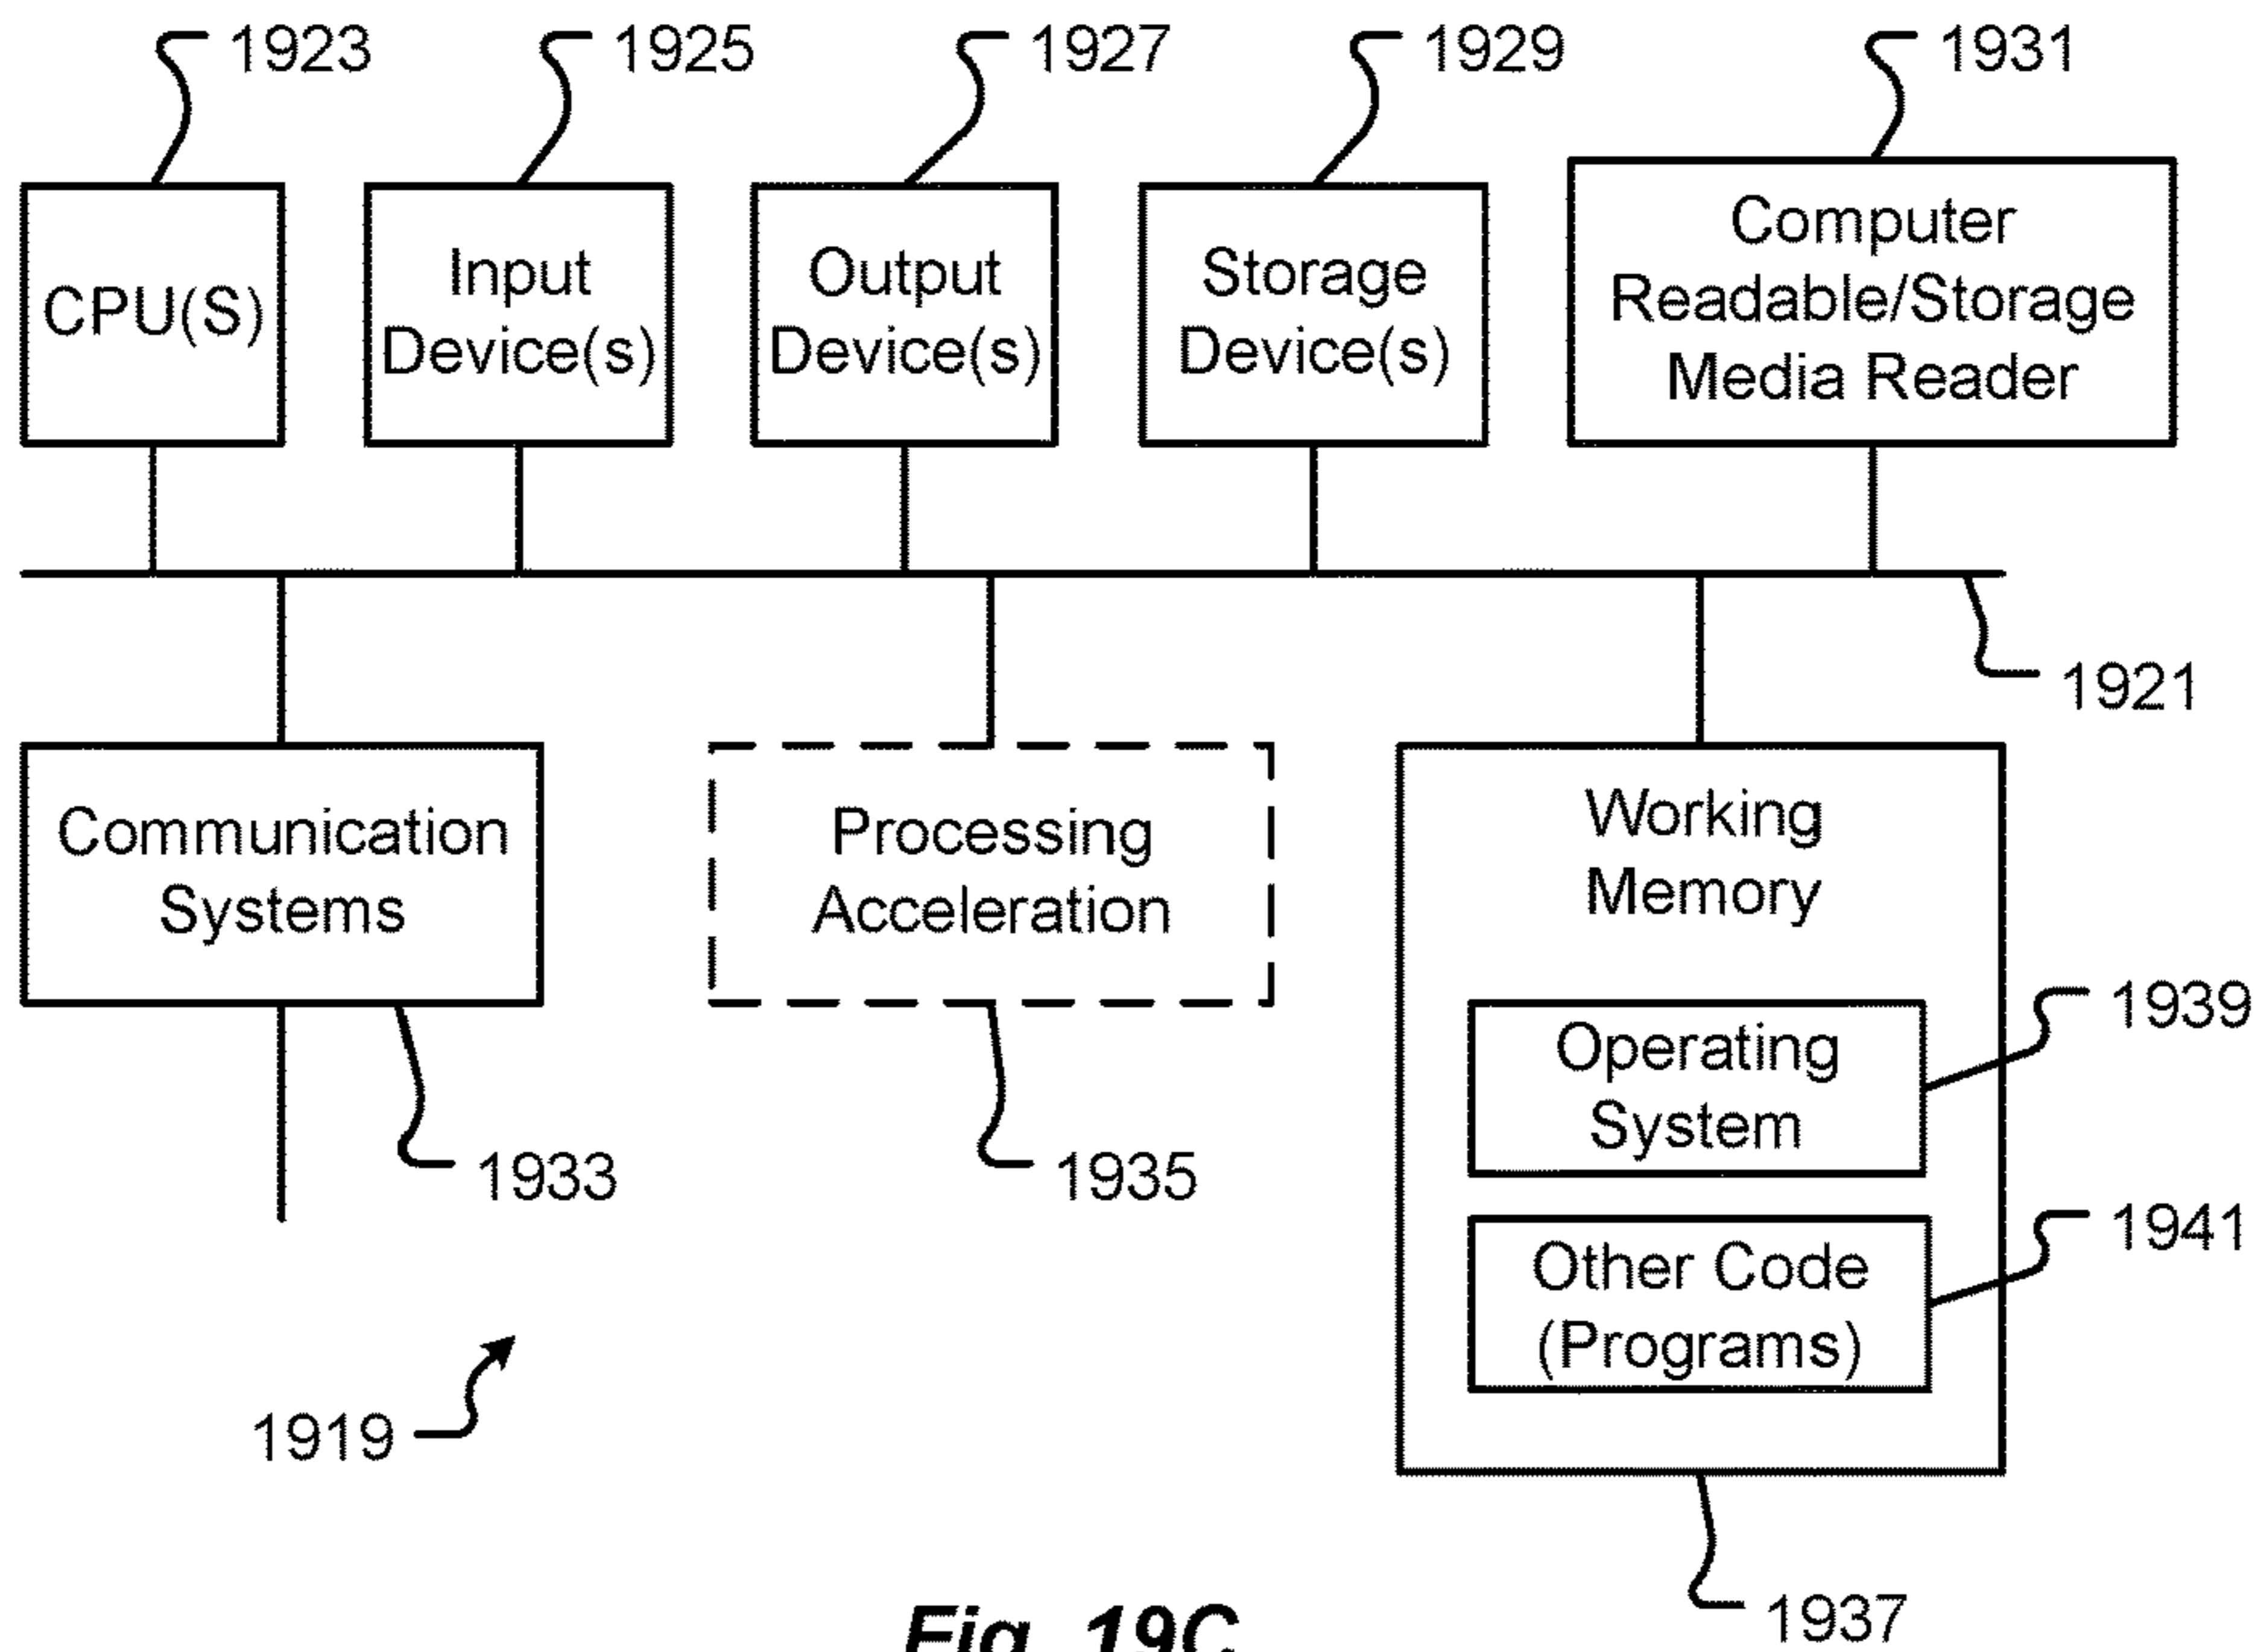 1923
1925
1927
1929
1931
CPU(S)
Input
Device(s)
Output
Device(s)
Storage
Device(s)
Computer
Readable/Storage
Media Reader
1921
Communication
Systems
Processing
Acceleration
Working
Memory
Operating
System
Other Code
(Programs)
1939
1941
1933
1935
1919
1937
Fig. 19C